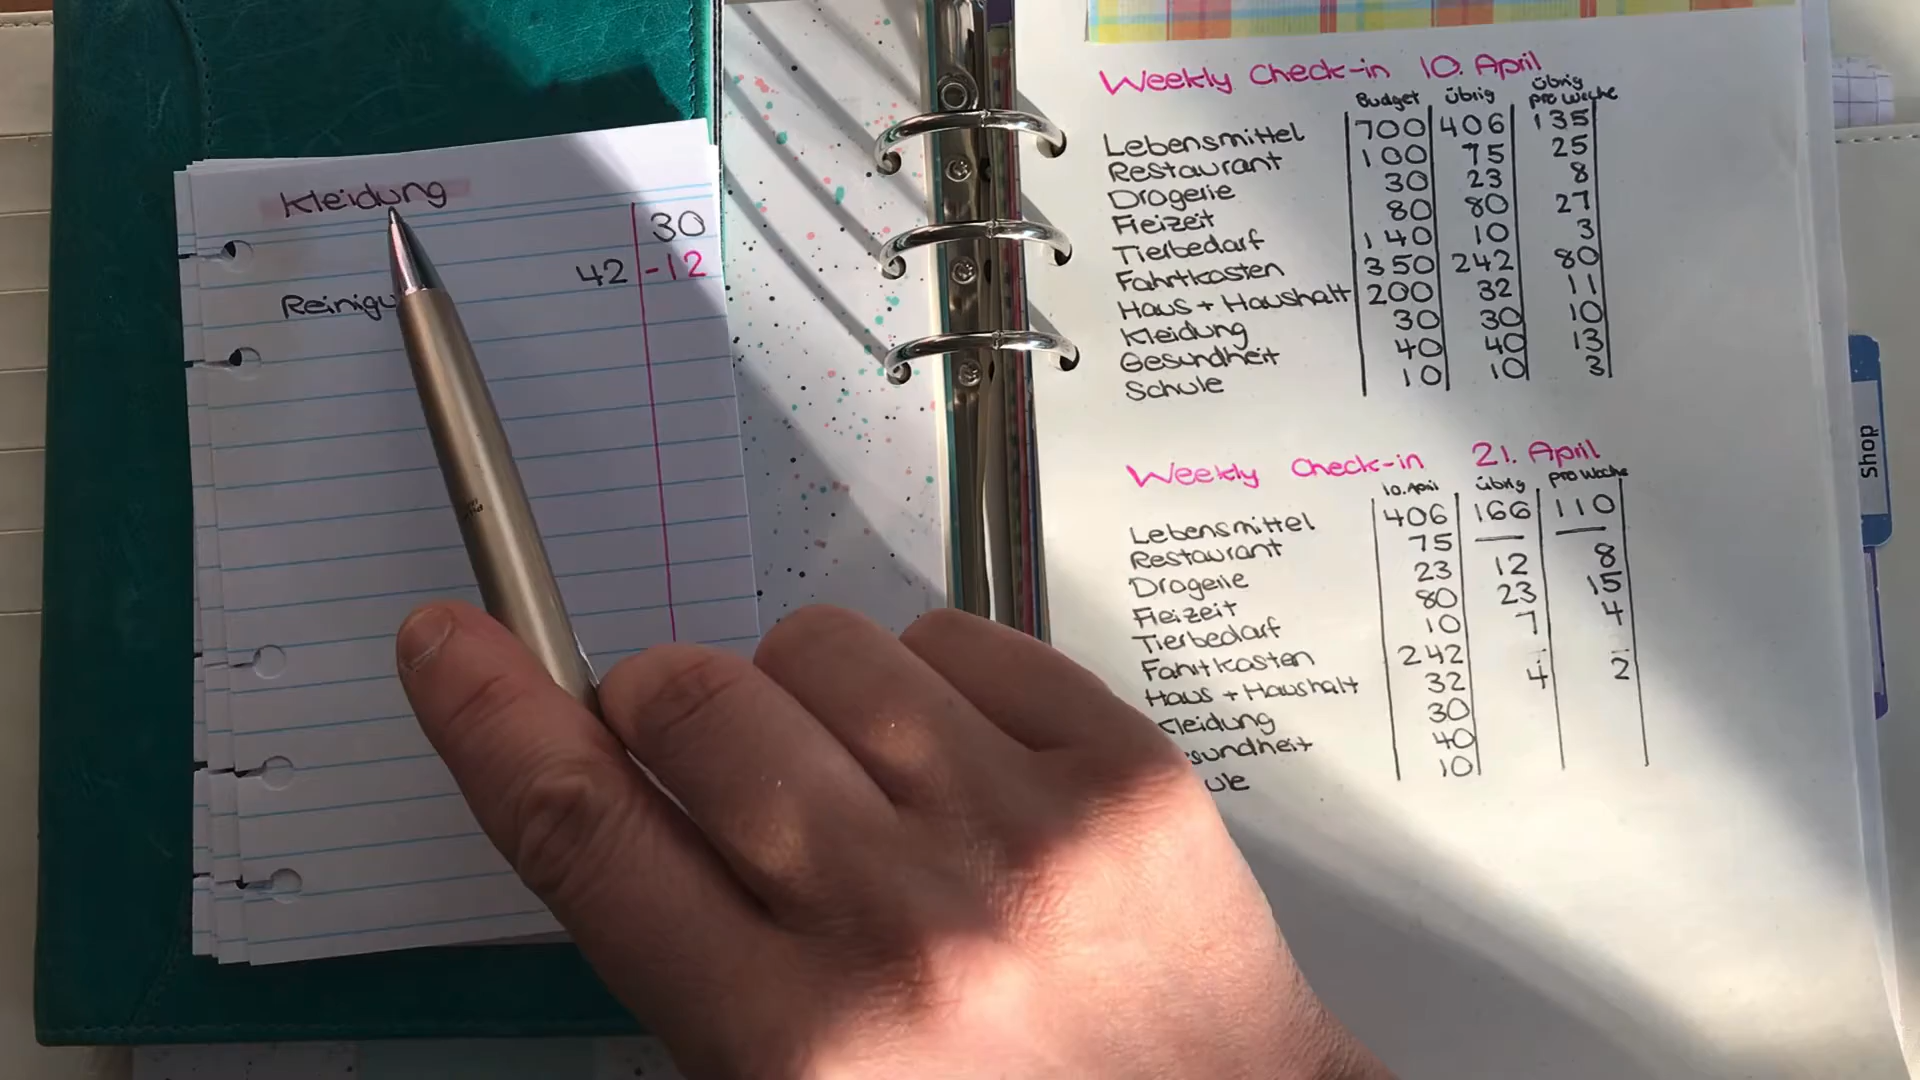 Kleidung
30
42 -12
Weekly Check-in 10. April
Budget übrig übrig pro Woche
Lebensmittel 700 406 135
Restaurant 100 75 25
Drogerie 30 23 8
Freizeit 80 80 27
Tierbedarf 140 10 3
Fahrtkosten 350 242 80
Haus + Haushalt 200 32 11
Kleidung 30 30 10
Gesundheit 40 40 13
Schule 10 10 3
Weekly Check-in 21. April
10. April übrig pro Woche
Lebensmittel 406 166 110
Restaurant 75 — —
Drogerie 23 12 8
Freizeit 80 23 15
Tierbedarf 10 7 4
Fahrtkosten 242 - -
Haus + Haushalt 32 4 2
Kleidung 30
40
10
Shop